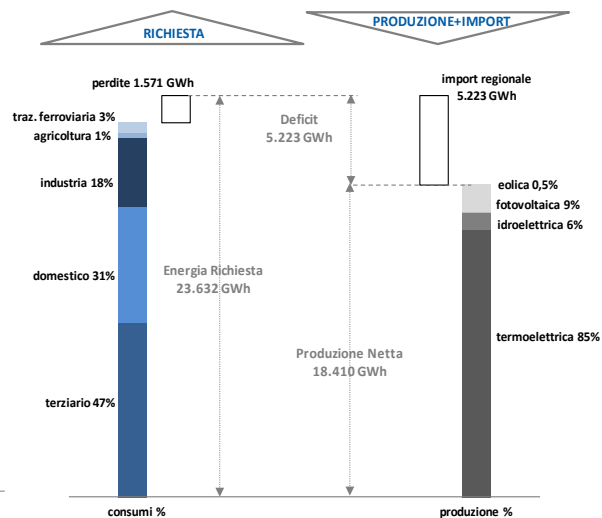 RICHIESTA
PRODUZIONE+IMPORT
perdite 1.571 GWh
import regionale
5.223 GWh
traz. ferroviaria 3%
agricoltura 1%
industria 18%
domestico 31%
terziario 47%
Deficit
5.223 GWh
Energia Richiesta
23.632 GWh
Produzione Netta
18.410 GWh
eolica 0,5%
fotovoltaica 9%
idroelettrica 6%
termoelettrica 85%
consumi %
produzione %